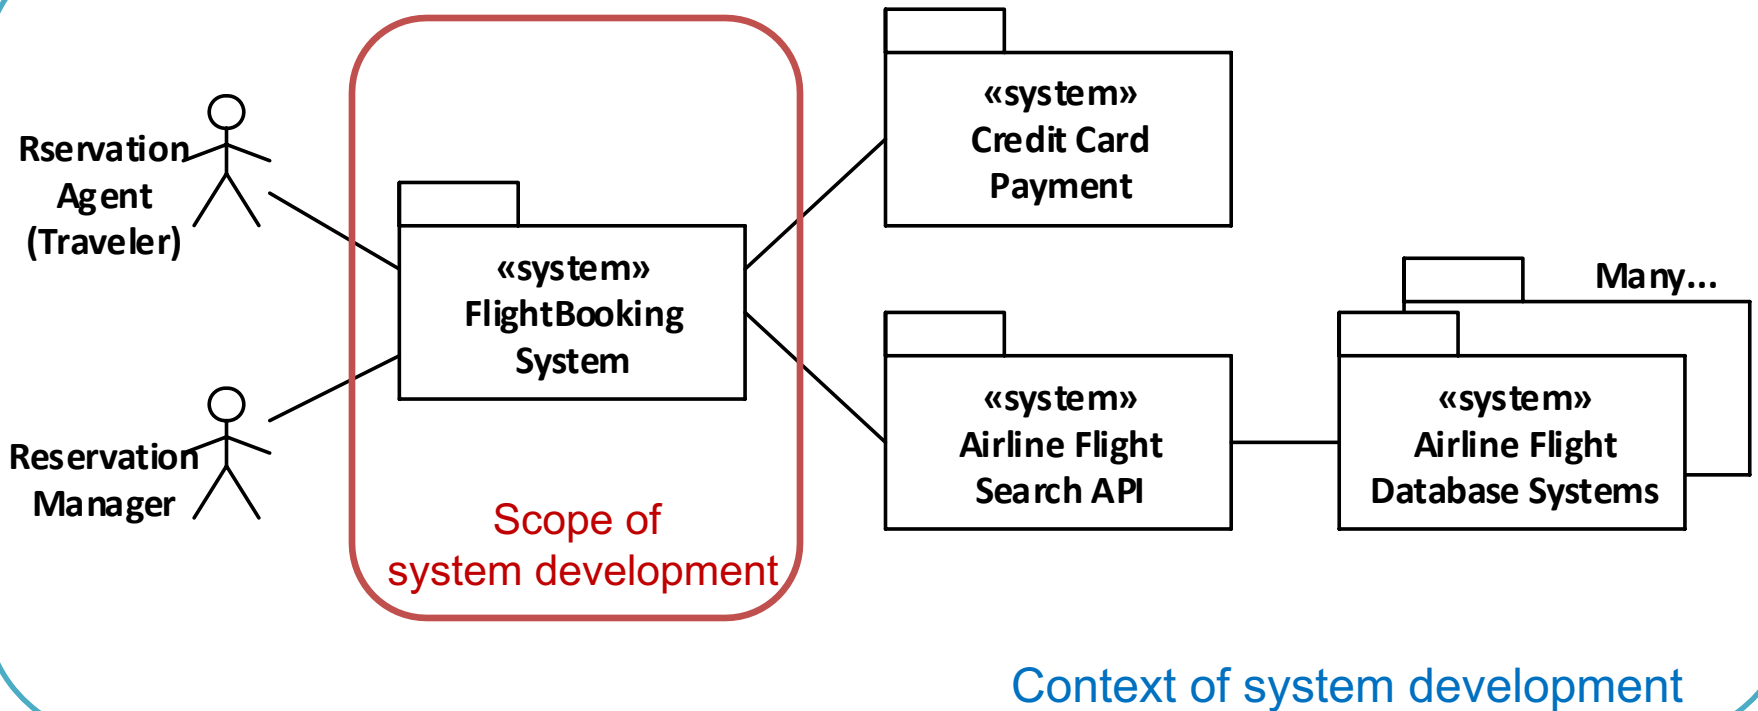 Rservation
Agent
(Traveler)
Reservation
Manager
«system»
FlightBooking
System
Scope of
system development
«system»
Credit Card
Payment
«system»
Airline Flight
Search API
Many...
«system»
Airline Flight
Database Systems
Context of system development